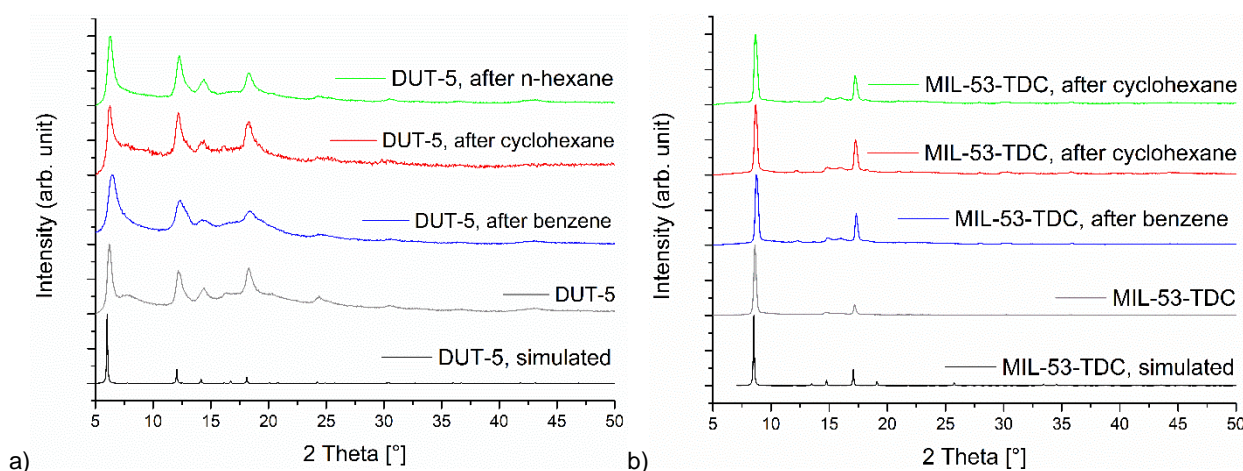 DUT-5, after n-hexane
DUT-5, after cyclohexane
DUT-5, after benzene
DUT-5
DUT-5, simulated
Intensity (arb. unit)
5 10 15 20 25 30 35 40 45 50
2 Theta [°]
a)
MIL-53-TDC, after cyclohexane
MIL-53-TDC, after cyclohexane
MIL-53-TDC, after benzene
MIL-53-TDC
MIL-53-TDC, simulated
Intensity (arb. unit)
5 10 15 20 25 30 35 40 45 50
2 Theta [°]
b)